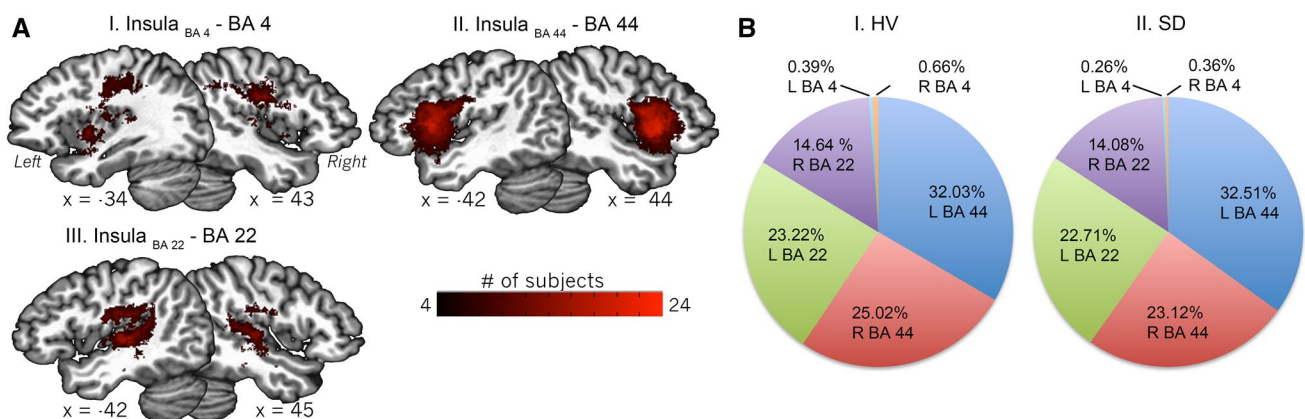 A
I. Insula BA 4 - BA 4
Left
Right
x = -34
x = 43
II. Insula BA 44 - BA 44
x = -42
x = 44
III. Insula BA 22 - BA 22
x = -42
x = 45
# of subjects
4
24
B
I. HV
0.39%
L BA 4
0.66%
R BA 4
14.64 %
R BA 22
32.03%
L BA 44
23.22%
L BA 22
25.02%
R BA 44
II. SD
0.26%
L BA 4
0.36%
R BA 4
14.08%
R BA 22
32.51%
L BA 44
22.71%
L BA 22
23.12%
R BA 44